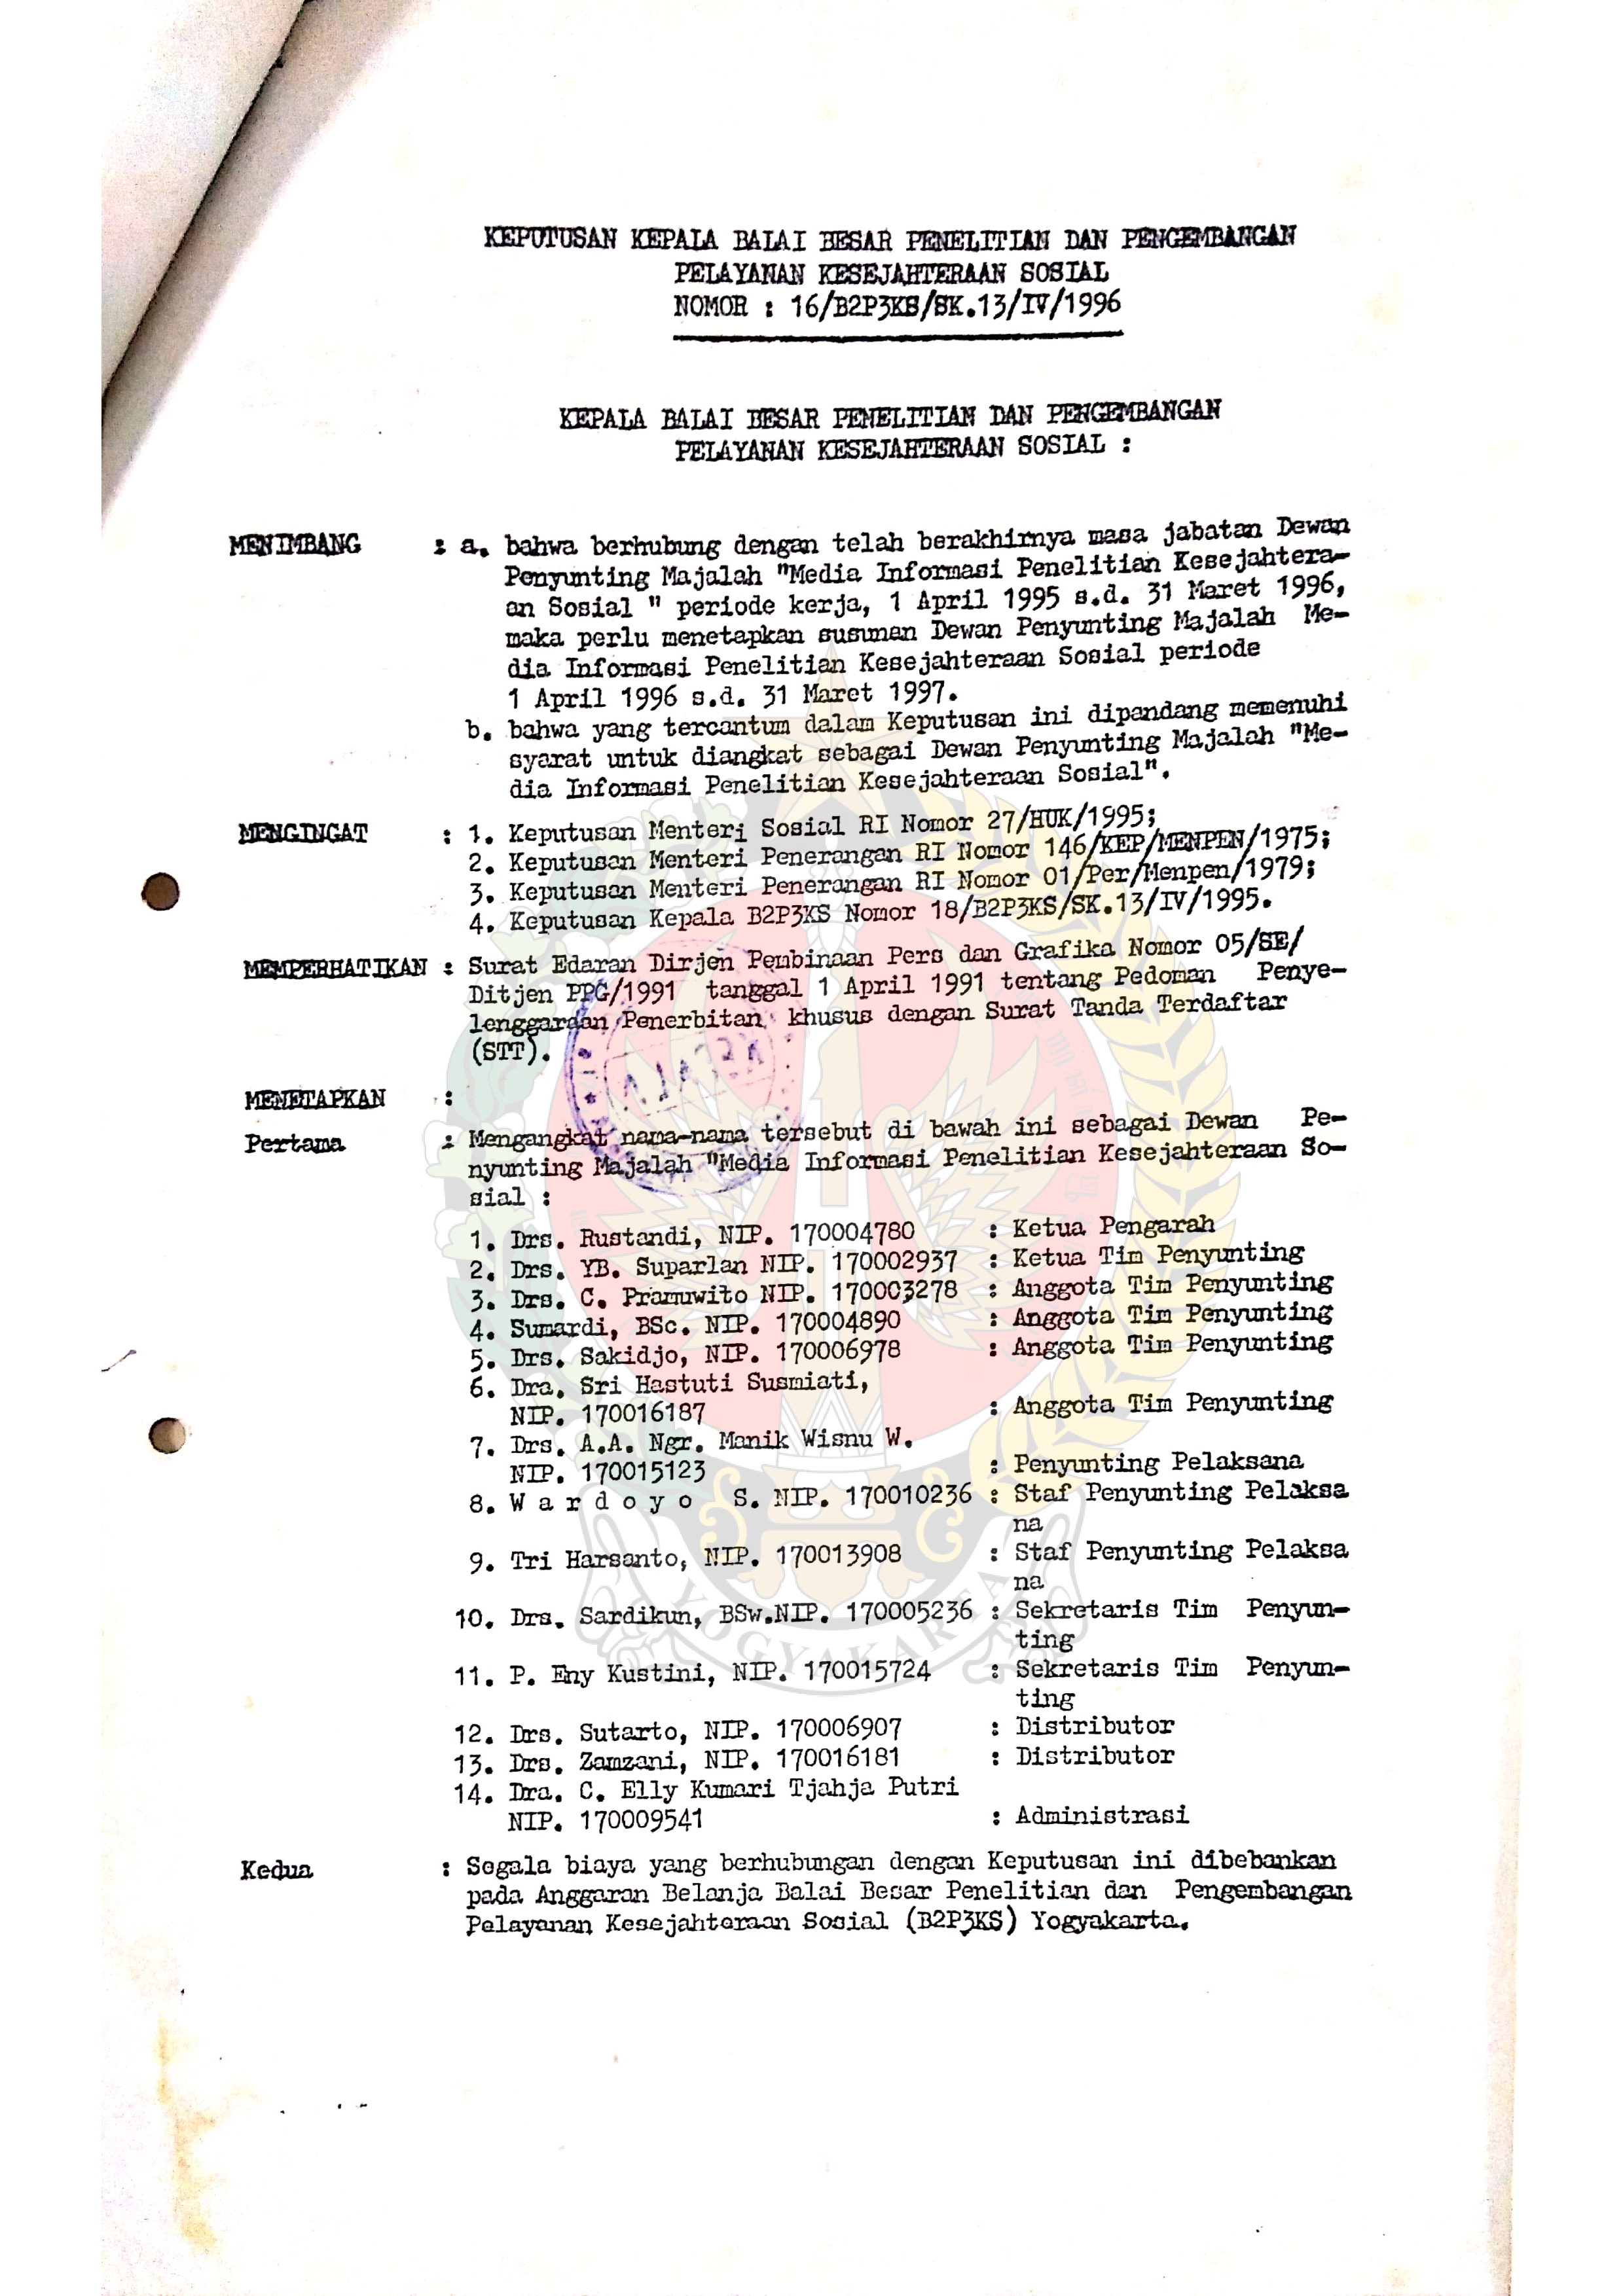 KEPUTUSAN KEPALA BALAI BESAR PENELITIAN DAN PENGEMBANGAN
PELAYANAN KESEJAHTERAAN SOSIAL
NOMOR : 16/B2P3KS/SK.13/IV/1996
KEPALA BALAI BESAR PENELITIAN DAN PENGEMBANGAN
PELAYANAN KESEJAHTERAAN SOSIAL :
MENIMBANG : a. bahwa berhubung dengan telah berakhirnya masa jabatan Dewan
Penyunting Majalah "Media Informasi Penelitian Kesejahtera-
an Sosial " periode kerja, 1 April 1995 s.d. 31 Maret 1996,
maka perlu menetapkan susunan Dewan Penyunting Majalah Me-
dia Informasi Penelitian Kesejahteraan Sosial periode
1 April 1996 s.d. 31 Maret 1997.
b. bahwa yang tercantum dalam Keputusan ini dipandang memenuhi
syarat untuk diangkat sebagai Dewan Penyunting Majalah "Me-
dia Informasi Penelitian Kesejahteraan Sosial".
MENGINGAT : 1. Keputusan Menteri Sosial RI Nomor 27/HUK/1995;
2. Keputusan Menteri Penerangan RI Nomor 146/KEP/MENPEN/1975;
3. Keputusan Menteri Penerangan RI Nomor 01/Per/Menpen/1979;
4. Keputusan Kepala B2P3KS Nomor 18/B2P3KS/SK.13/IV/1995.
MEMPERHATIKAN : Surat Edaran Dirjen Pembinaan Pers dan Grafika Nomor 05/SE/
Ditjen PPG/1991 tanggal 1 April 1991 tentang Pedoman Penye-
lenggaraan Penerbitan khusus dengan Surat Tanda Terdaftar
(STT).
MENETAPKAN :
Pertama : Mengangkat nama-nama tersebut di bawah ini sebagai Dewan Pe-
nyunting Majalah "Media Informasi Penelitian Kesejahteraan So-
sial :
1. Drs. Rustandi, NIP. 170004780 : Ketua Pengarah
2. Drs. YB. Suparlan NIP. 170002937 : Ketua Tim Penyunting
3. Drs. C. Pramuwito NIP. 170003278 : Anggota Tim Penyunting
4. Sumardi, BSc. NIP. 170004890 : Anggota Tim Penyunting
5. Drs. Sakidjo, NIP. 170006978 : Anggota Tim Penyunting
6. Dra. Sri Hastuti Susmiati,
NIP. 170016187 : Anggota Tim Penyunting
7. Drs. A.A. Ngr. Manik Wisnu W.
NIP. 170015123 : Penyunting Pelaksana
8. W a r d o y o S. NIP. 170010236 : Staf Penyunting Pelaksa
na
9. Tri Harsanto, NIP. 170013908 : Staf Penyunting Pelaksa
na
10. Drs. Sardikun, BSw.NIP. 170005236 : Sekretaris Tim Penyun-
ting
11. P. Eny Kustini, NIP. 170015724 : Sekretaris Tim Penyun-
ting
12. Drs. Sutarto, NIP. 170006907 : Distributor
13. Drs. Zamzani, NIP. 170016181 : Distributor
14. Dra. C. Elly Kumari Tjahja Putri
NIP. 170009541 : Administrasi
Kedua : Segala biaya yang berhubungan dengan Keputusan ini dibebankan
pada Anggaran Belanja Balai Besar Penelitian dan Pengembangan
Pelayanan Kesejahteraan Sosial (B2P3KS) Yogyakarta.
YOGYAKARTA